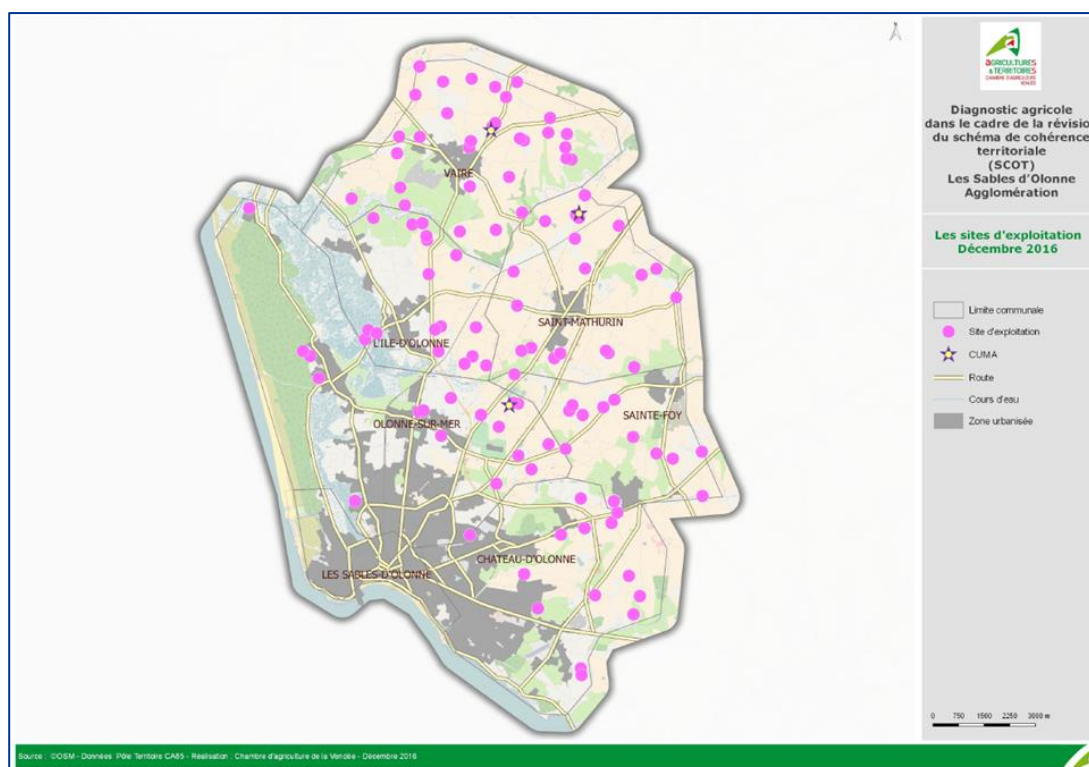 agricultures
& TERRITOIRES
CHAMBRE D'AGRICULTURE
VENDÉE
Diagnostic agricole
dans le cadre de la révisio
du schéma de cohérence
territoriale
(SCOT)
Les Sables d'Olonne
Agglomération
Les sites d'exploitation
Décembre 2016
Limite communale
Site d'exploitation
CUMA
Route
Cours d'eau
Zone urbanisée
VAIRE
SAINT-MATHURIN
L'ILE-D'OLONNE
SAINTE-FOY
OLONNE-SUR-MER
CHATEAU-D'OLONNE
LES SABLES-D'OLONNE
0 750 1500 2250 3000 m
Source : ©OSM - Données Pôle Territoire CA85 - Réalisation : Chambre d'agriculture de la Vendée - Décembre 2016